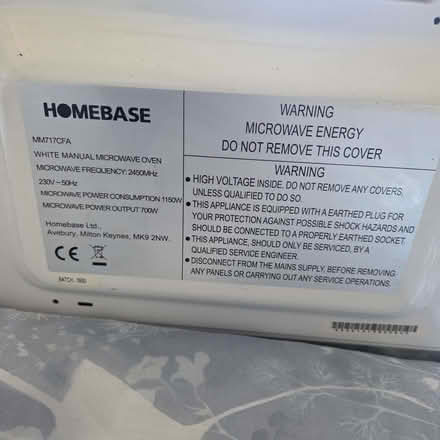 HOMEBASE
MM717CFA
WHITE MANUAL MICROWAVE OVEN
MICROWAVE FREQUENCY: 2450MHz
230V~50Hz
MICROWAVE POWER CONSUMPTION 1150W
MICROWAVE POWER OUTPUT 700W
Homebase Ltd.,
Avebury, Milton Keynes, MK9 2NW.
CE
WARNING
MICROWAVE ENERGY
DO NOT REMOVE THIS COVER
WARNING
• HIGH VOLTAGE INSIDE, DO NOT REMOVE ANY COVERS,
UNLESS QUALIFIED TO DO SO.
• THIS APPLIANCE IS EQUIPPED WITH A EARTHED PLUG FOR
YOUR PROTECTION AGAINST POSSIBLE SHOCK HAZARDS AND
SHOULD BE CONNECTED TO A PROPERLY EARTHED SOCKET.
• THIS APPLIANCE, SHOULD ONLY BE SERVICED, BY A
QUALIFIED SERVICE ENGINEER.
• DISCONNECT FROM THE MAINS SUPPLY, BEFORE REMOVING
ANY PANELS OR CARRYING OUT ANY SERVICE OPERATIONS.